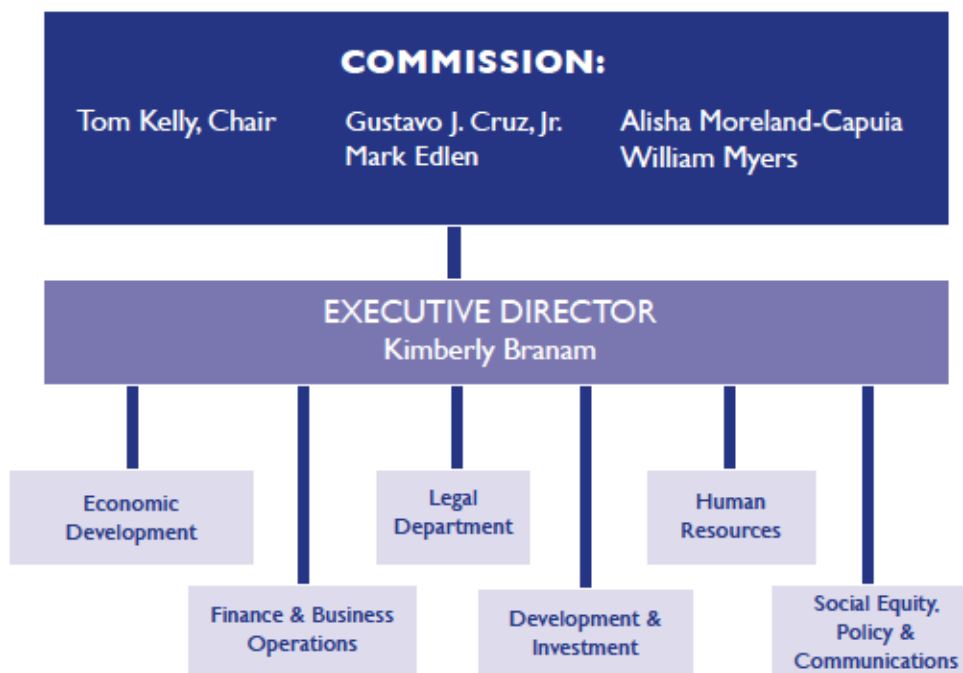 COMMISSION:
Tom Kelly, Chair
Gustavo J. Cruz, Jr.
Mark Edlen
Alisha Moreland-Capuia
William Myers
EXECUTIVE DIRECTOR
Kimberly Branam
Economic
Development
Legal
Department
Human
Resources
Finance & Business
Operations
Development &
Investment
Social Equity,
Policy &
Communications